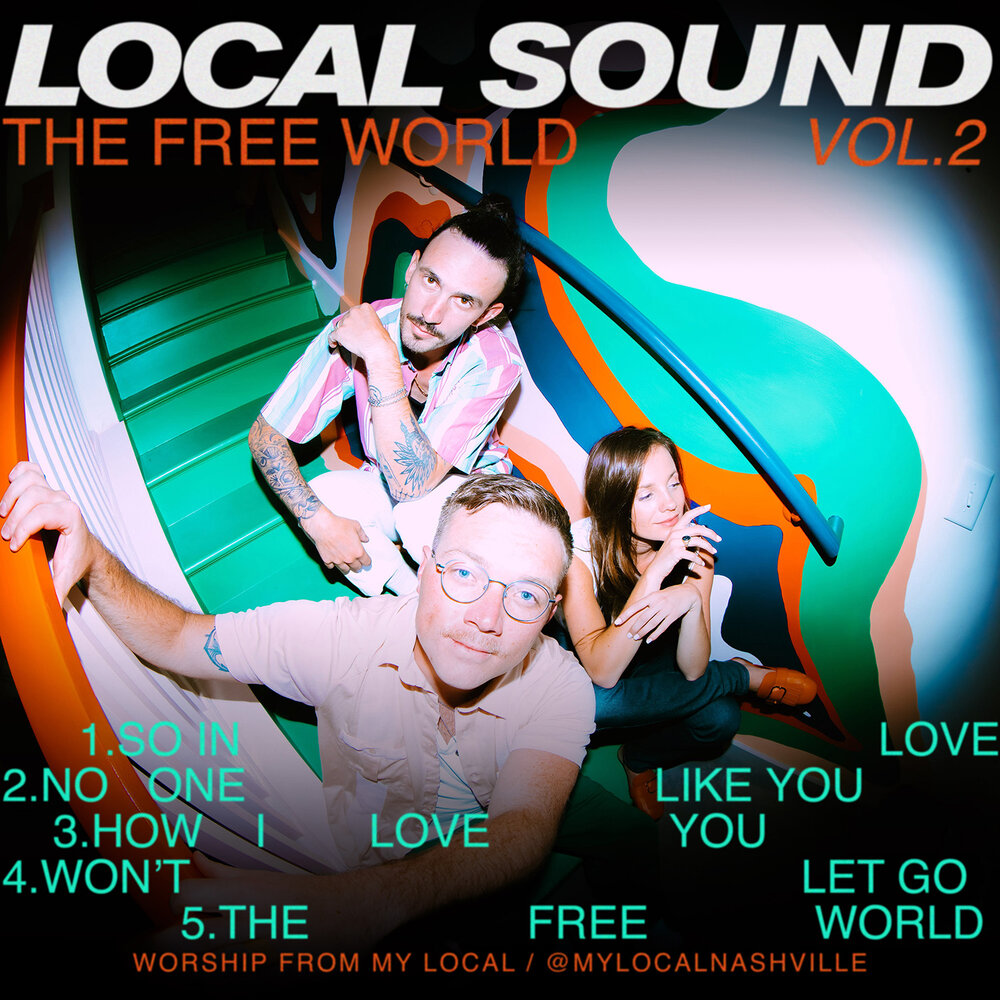 LOCAL SOUND
THE FREE WORLD VOL.2
1.SO IN LOVE
2.NO ONE LIKE YOU
3.HOW I LOVE YOU
4.WON'T LET GO
5.THE FREE WORLD
WORSHIP FROM MY LOCAL / @MYLOCALNASHVILLE